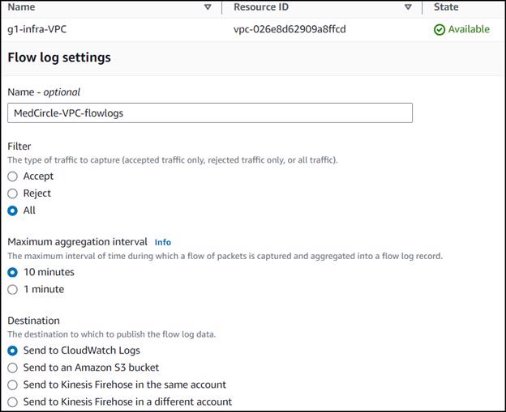 Name Resource ID State
g1-infra-VPC vpc-026e8d62909a8ffcd Available
Flow log settings
Name - optional
MedCircle-VPC-flowlogs
Filter
The type of traffic to capture (accepted traffic only, rejected traffic only, or all traffic).
Accept
Reject
All
Maximum aggregation interval Info
The maximum interval of time during which a flow of packets is captured and aggregated into a flow log record.
10 minutes
1 minute
Destination
The destination to which to publish the flow log data.
Send to CloudWatch Logs
Send to an Amazon S3 bucket
Send to Kinesis Firehose in the same account
Send to Kinesis Firehose in a different account